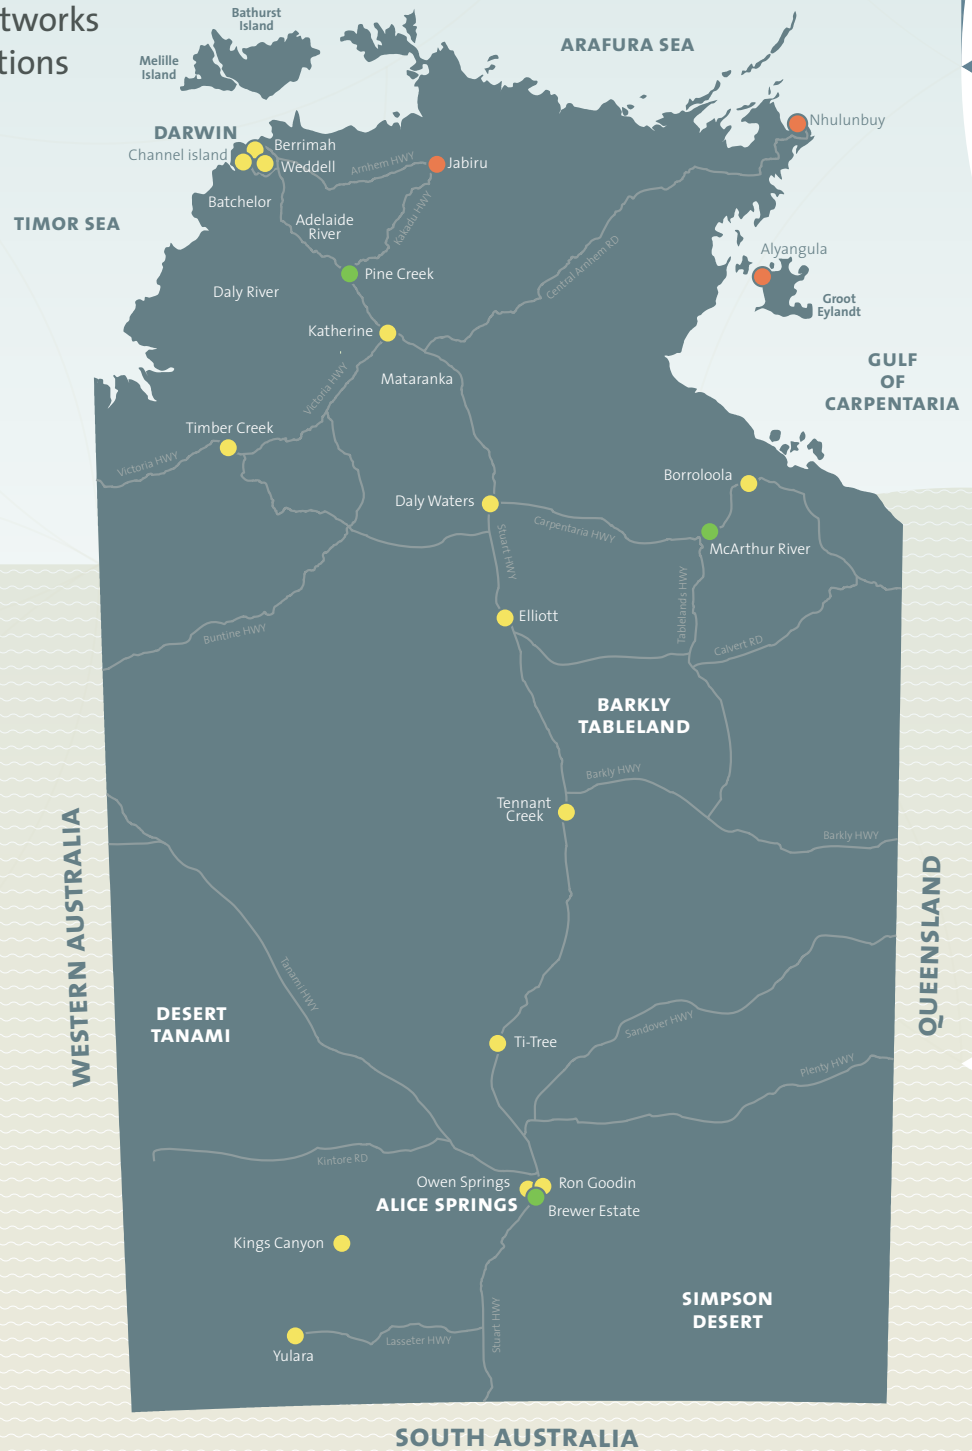 tworks
tions
Bathurst
Island
Melille
Island
ARAFURA SEA
DARWIN
Berrimah
Channel island
Weddell
Arnhem HWY
Jabiru
Nhulunbuy
Batchelor
Kakadu HWY
TIMOR SEA
Adelaide
River
Central Arnhem RD
Alyangula
Pine Creek
Daly River
Groot
Eylandt
Katherine
GULF
OF
CARPENTARIA
Victoria HWY
Mataranka
Timber Creek
Victoria HWY
Borroloola
Daly Waters
Carpentaria HWY
Stuart HWY
McArthur River
Tablelands HWY
Elliott
Buntine HWY
Calvert RD
BARKLY
TABLELAND
Barkly HWY
Tennant
Creek
Barkly HWY
WESTERN AUSTRALIA
QUEENSLAND
Tanami HWY
DESERT
TANAMI
Sandover HWY
Ti-Tree
Plenty HWY
Kintore RD
Owen Springs
Ron Goodin
ALICE SPRINGS
Brewer Estate
Kings Canyon
SIMPSON
DESERT
Stuart HWY
Lasseter HWY
Yulara
SOUTH AUSTRALIA